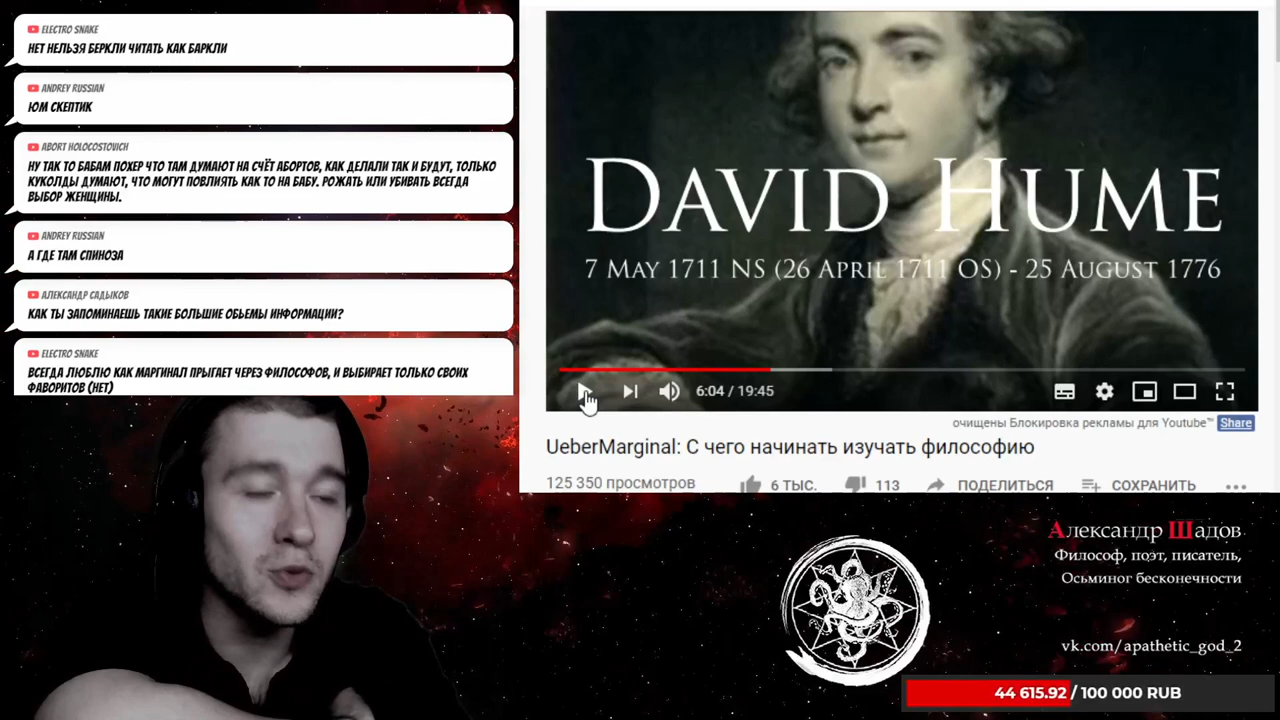 ELECTRO SNAKE
НЕТ НЕЛЬЗЯ БЕРКЛИ ЧИТАТЬ КАК БАРКЛИ
ANDREY RUSSIAN
ЮМ СКЕПТИК
ABORT HOLOCOSTOVICH
НУ ТАК ТО БАБАМ ПОХЕР ЧТО ТАМ ДУМАЮТ НА СЧЁТ АБОРТОВ, КАК ДЕЛАЛИ ТАК И БУДУТ, ТОЛЬКО
КУКОЛДЫ ДУМАЮТ, ЧТО МОГУТ ПОВЛИЯТЬ КАК ТО НА БАБУ. РОЖАТЬ ИЛИ УБИВАТЬ ВСЕГДА
ВЫБОР ЖЕНЩИНЫ.
ANDREY RUSSIAN
А ГДЕ ТАМ СПИНОЗА
АЛЕКСАНДР САДЫКОВ
КАК ТЫ ЗАПОМИНАЕШЬ ТАКИЕ БОЛЬШИЕ ОБЬЕМЫ ИНФОРМАЦИИ?
ELECTRO SNAKE
ВСЕГДА ЛЮБЛЮ КАК МАРГИНАЛ ПРЫГАЕТ ЧЕРЕЗ ФИЛОСОФОВ, И ВЫБИРАЕТ ТОЛЬКО СВОИХ
ФАВОРИТОВ (НЕТ)
DAVID HUME
7 MAY 1711 NS (26 APRIL 1711 OS) - 25 AUGUST 1776
6:04 / 19:45
очищены Блокировка рекламы для Youtube™ Share
UeberMarginal: С чего начинать изучать философию
125 350 просмотров
6 ТЫС. 113 ПОДЕЛИТЬСЯ СОХРАНИТЬ
Александр Шадов
Философ, поэт, писатель,
Осьминог бесконечности
vk.com/apathetic_god_2
44 615.92 / 100 000 RUB